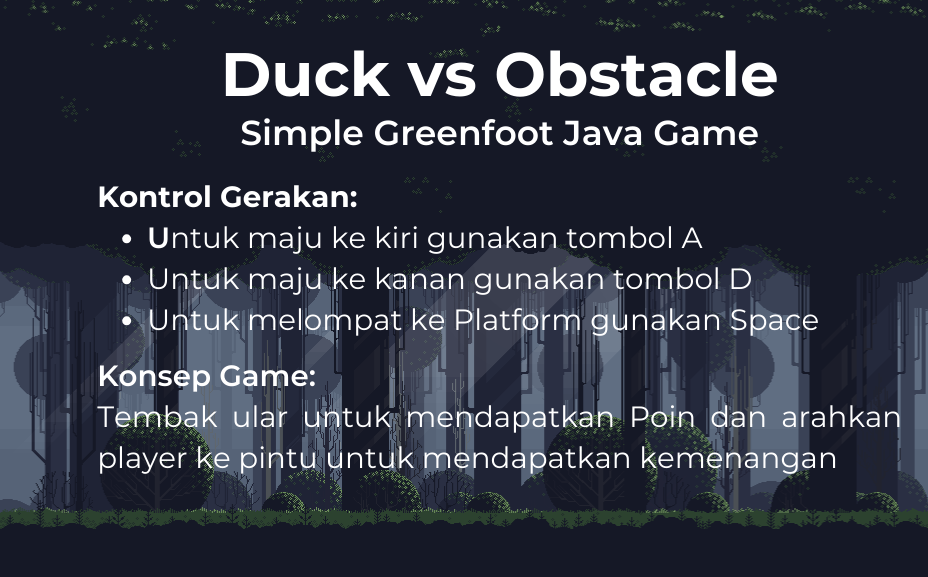 Duck vs Obstacle
Simple Greenfoot Java Game
Kontrol Gerakan:
• Untuk maju ke kiri gunakan tombol A
• Untuk maju ke kanan gunakan tombol D
• Untuk melompat ke Platform gunakan Space
Konsep Game:
Tembak ular untuk mendapatkan Poin dan arahkan
player ke pintu untuk mendapatkan kemenangan